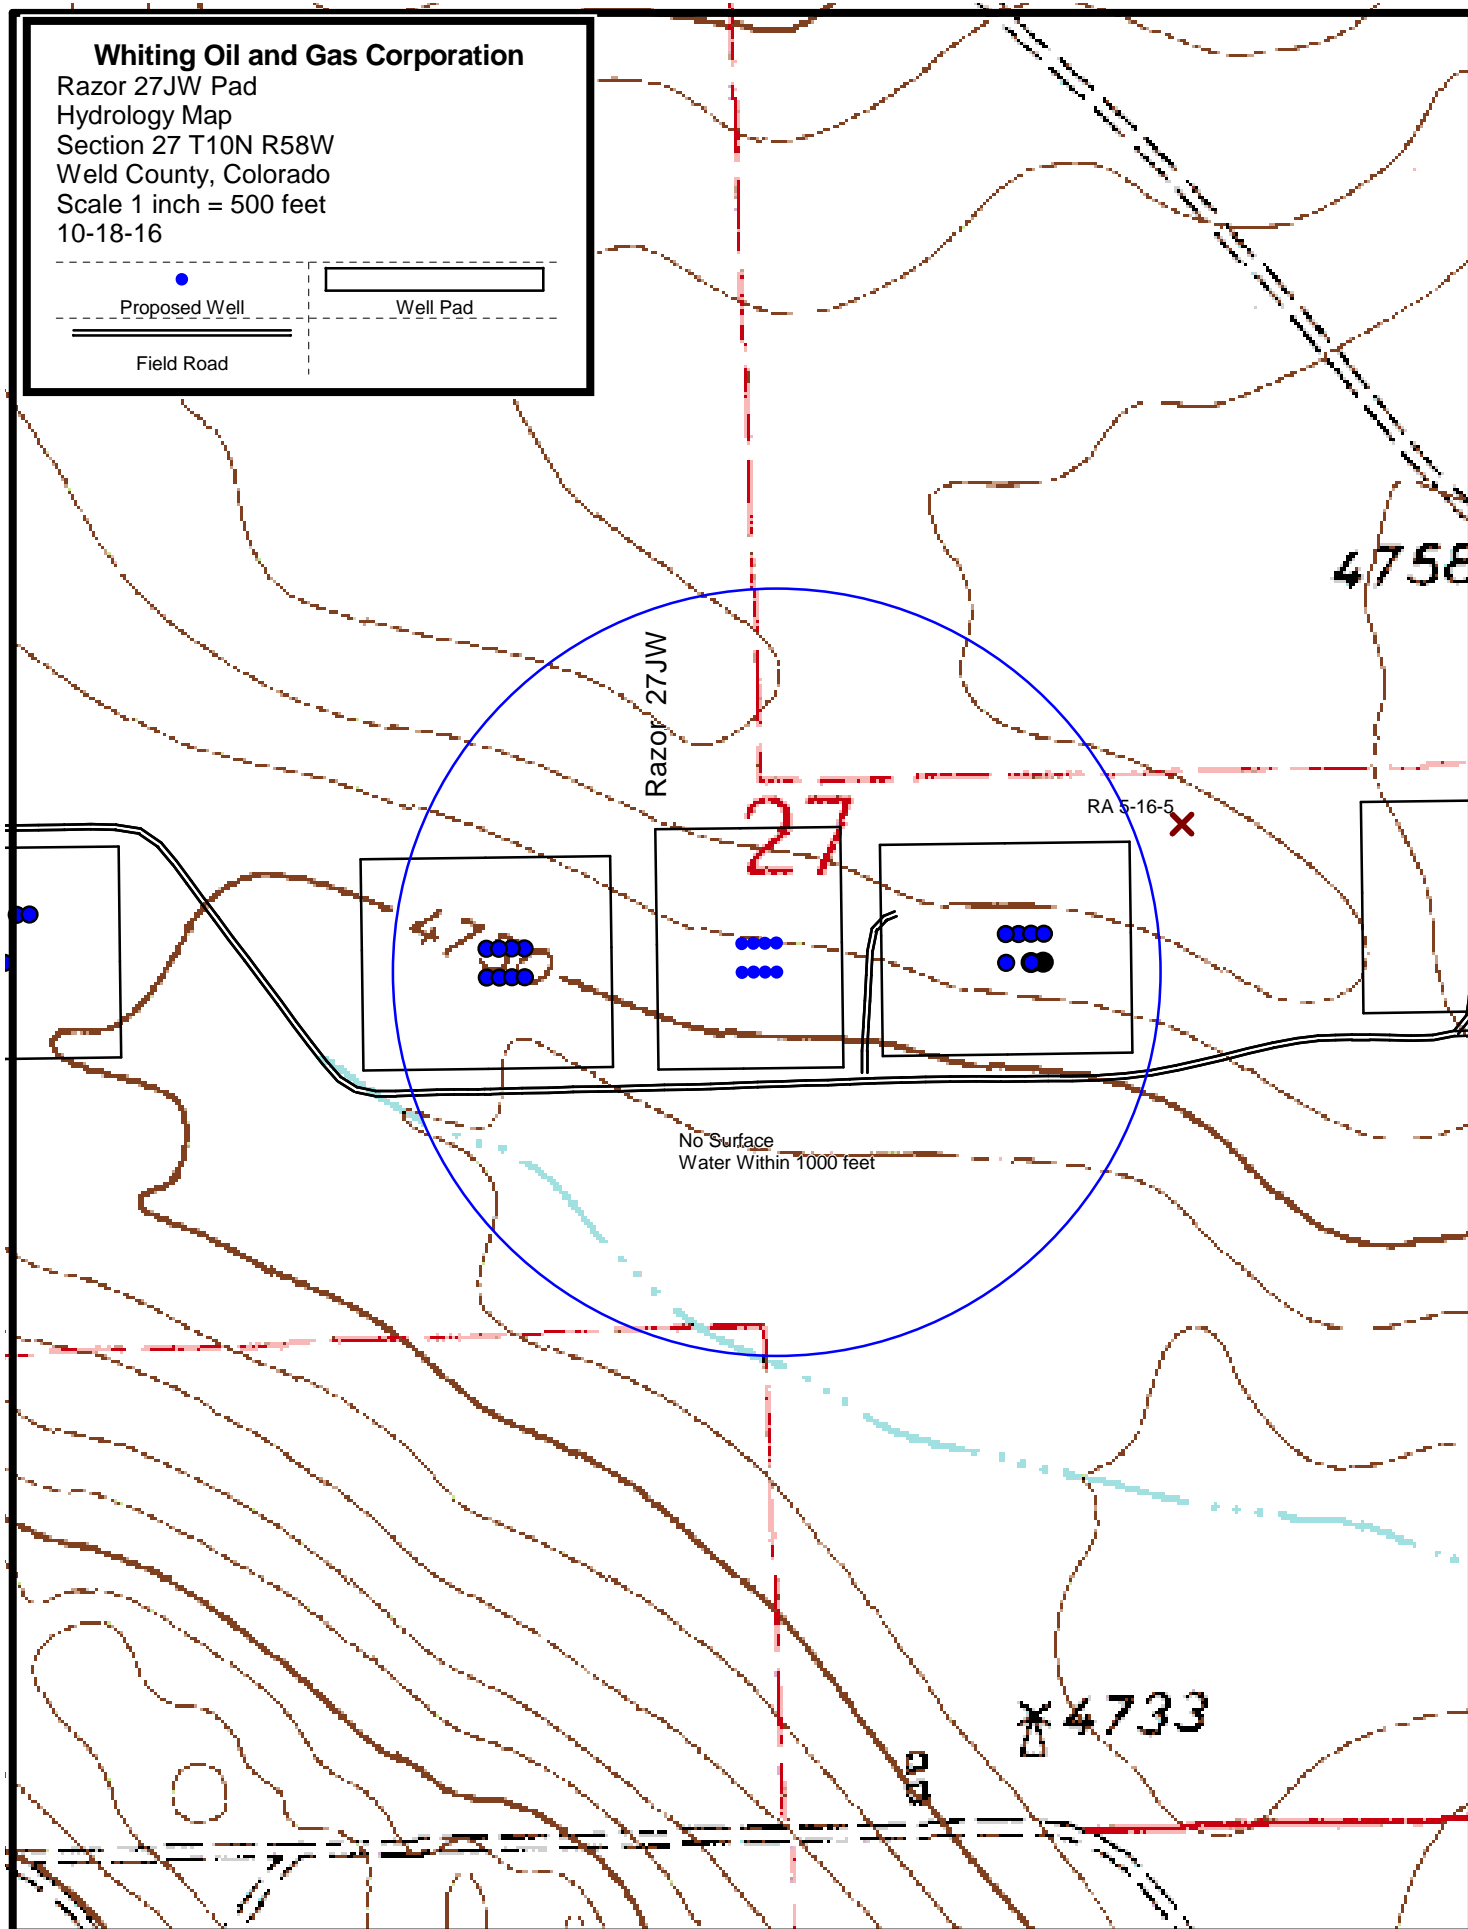 Whiting Oil and Gas Corporation
Razor 27JW Pad
Hydrology Map
Section 27 T10N R58W
Weld County, Colorado
Scale 1 inch = 500 feet
10-18-16
Proposed Well
Well Pad
Field Road
4758
Razor 27JW
27
RA 5-16-5
No Surface
Water Within 1000 feet
4733